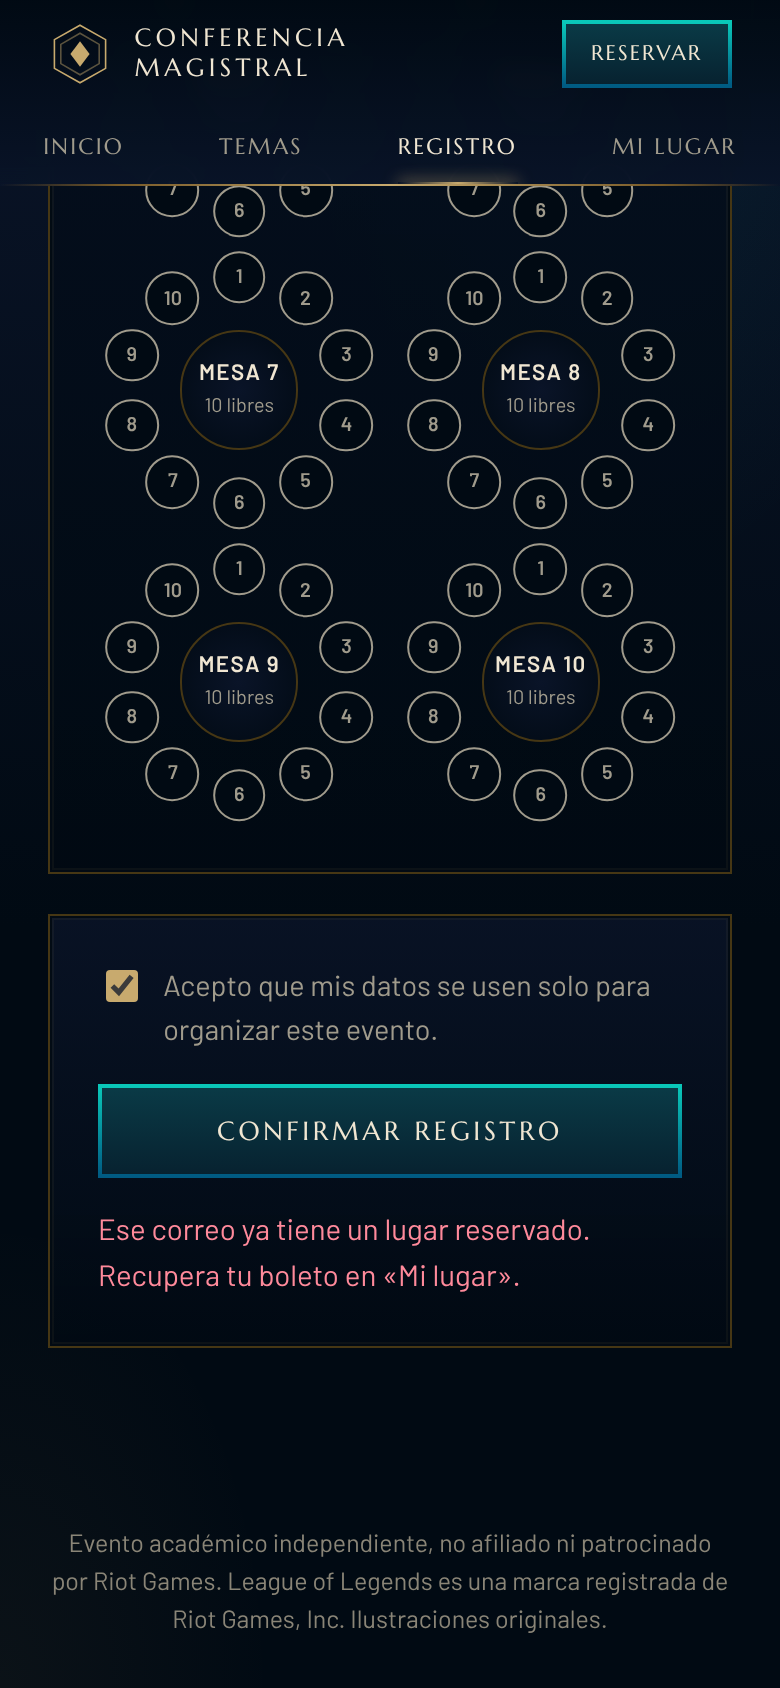 CONFERENCIA
MAGISTRAL
RESERVAR
INICIO TEMAS REGISTRO MI LUGAR
7 6 5 7 6 5
1 1
10 2 10 2
9 3 9 3
MESA 7 MESA 8
10 libres 10 libres
8 4 8 4
7 5 7 5
6 6
1 1
10 2 10 2
9 3 9 3
MESA 9 MESA 10
10 libres 10 libres
8 4 8 4
7 5 7 5
6 6
Acepto que mis datos se usen solo para
organizar este evento.
CONFIRMAR REGISTRO
Ese correo ya tiene un lugar reservado.
Recupera tu boleto en «Mi lugar».
Evento académico independiente, no afiliado ni patrocinado
por Riot Games. League of Legends es una marca registrada de
Riot Games, Inc. Ilustraciones originales.